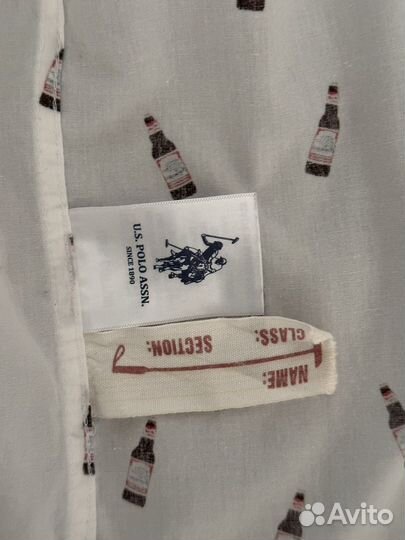 U.S. POLO ASSN.
SINCE 1890
NAME:
CLASS:
SECTION:
Avito